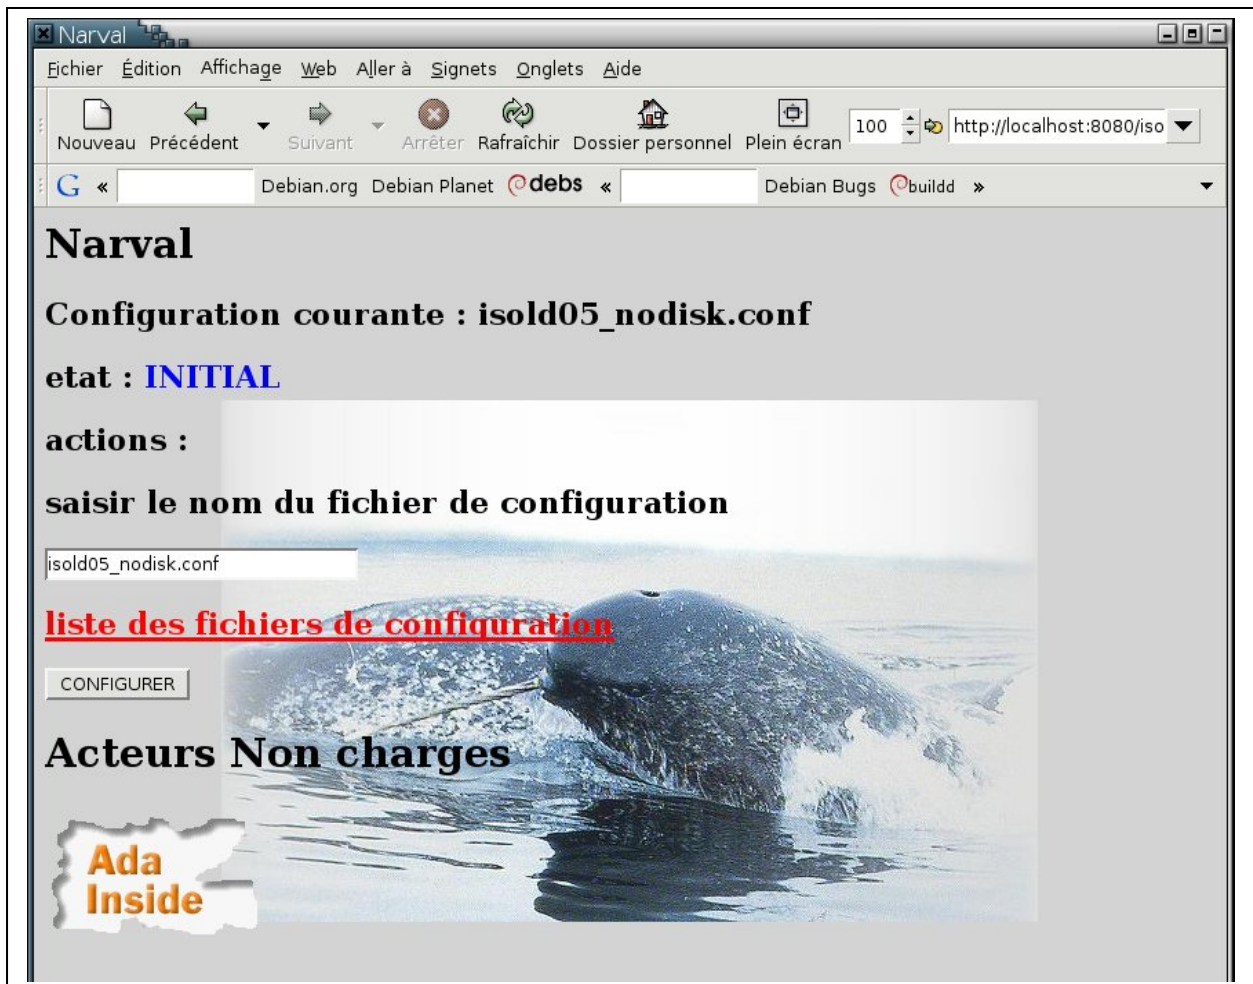 Narval
Fichier Édition Affichage Web Aller à Signets Onglets Aide
Nouveau Précédent Suivant Arrêter Rafraîchir Dossier personnel Plein écran 100 http://localhost:8080/iso
G « Debian.org Debian Planet debs « Debian Bugs buildd »
Narval
Configuration courante : isold05_nodisk.conf
etat : INITIAL
actions :
saisir le nom du fichier de configuration
isold05_nodisk.conf
liste des fichiers de configuration
CONFIGURER
Acteurs Non charges
Ada
Inside